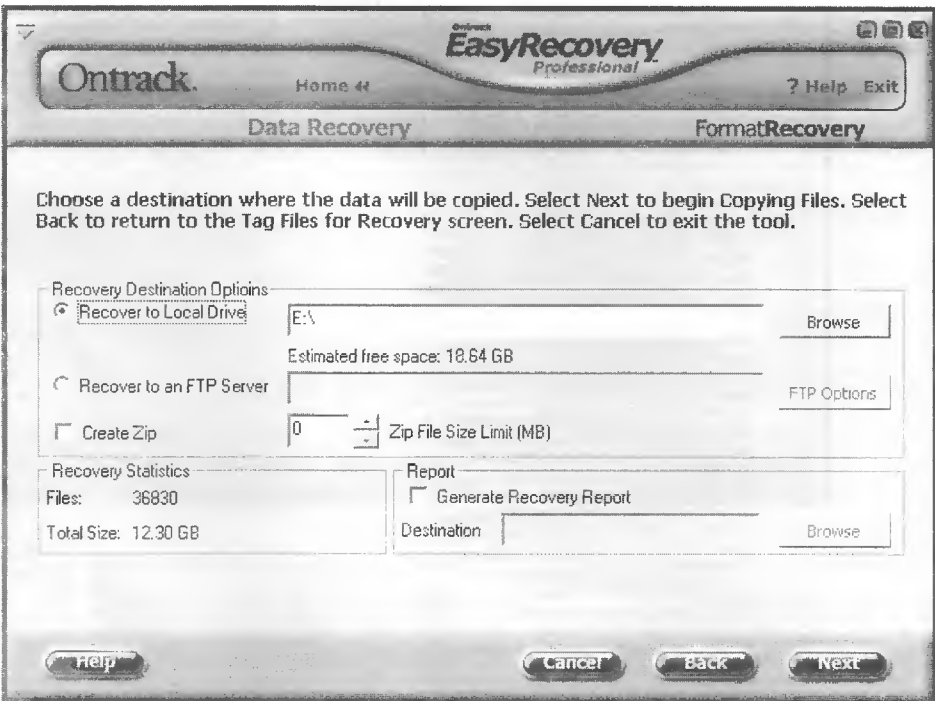 Ontrack
EasyRecovery
Professional
Ontrack.
Home
? Help Exit
Data Recovery
FormatRecovery
Choose a destination where the data will be copied. Select Next to begin Copying Files. Select
Back to return to the Tag Files for Recovery screen. Select Cancel to exit the tool.
Recovery Destination Optioins
Recover to Local Drive
E:\
Browse
Estimated free space: 18.64 GB
Recover to an FTP Server
FTP Options
Create Zip
0
Zip File Size Limit (MB)
Recovery Statistics
Files: 36830
Total Size: 12.30 GB
Report
Generate Recovery Report
Destination
Browse
Help
Cancel
Back
Next